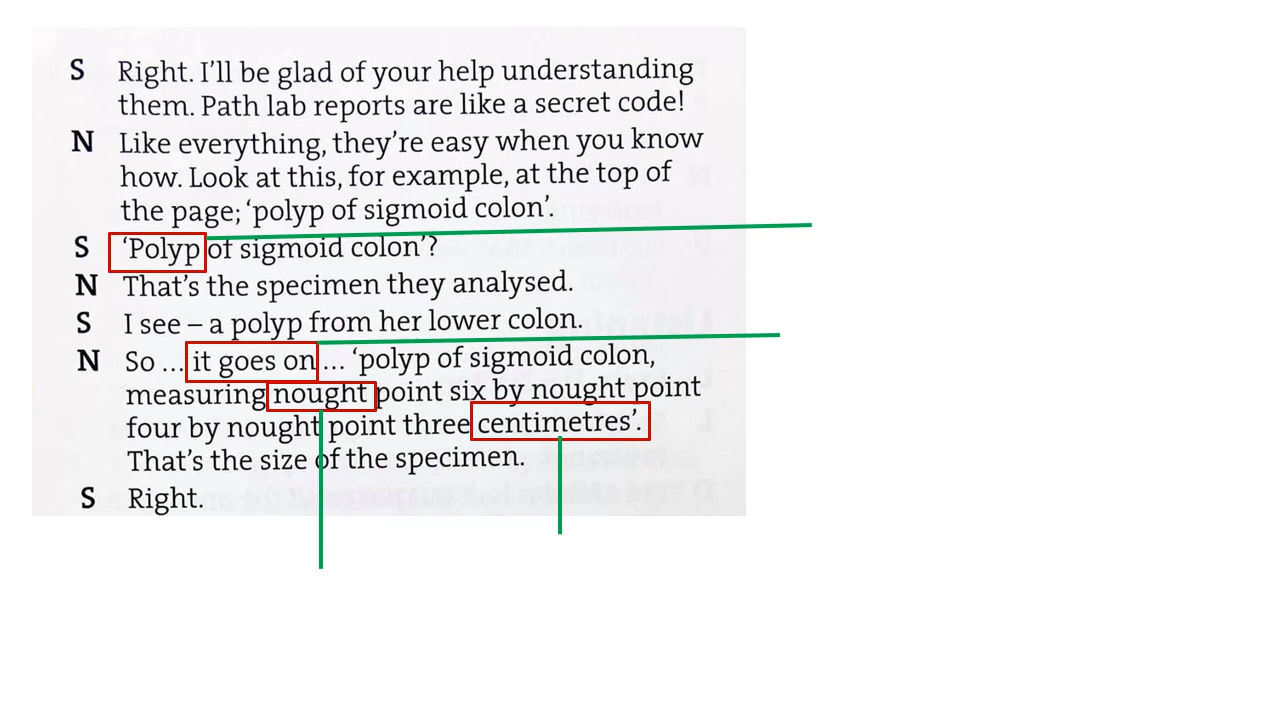 S Right. I'll be glad of your help understanding
them. Path lab reports are like a secret code!
N Like everything, they're easy when you know
how. Look at this, for example, at the top of
the page; 'polyp of sigmoid colon'.
S 'Polyp of sigmoid colon'?
N That's the specimen they analysed.
S I see – a polyp from her lower colon.
N So ... it goes on ... 'polyp of sigmoid colon,
measuring nought point six by nought point
four by nought point three centimetres'.
That's the size of the specimen.
S Right.